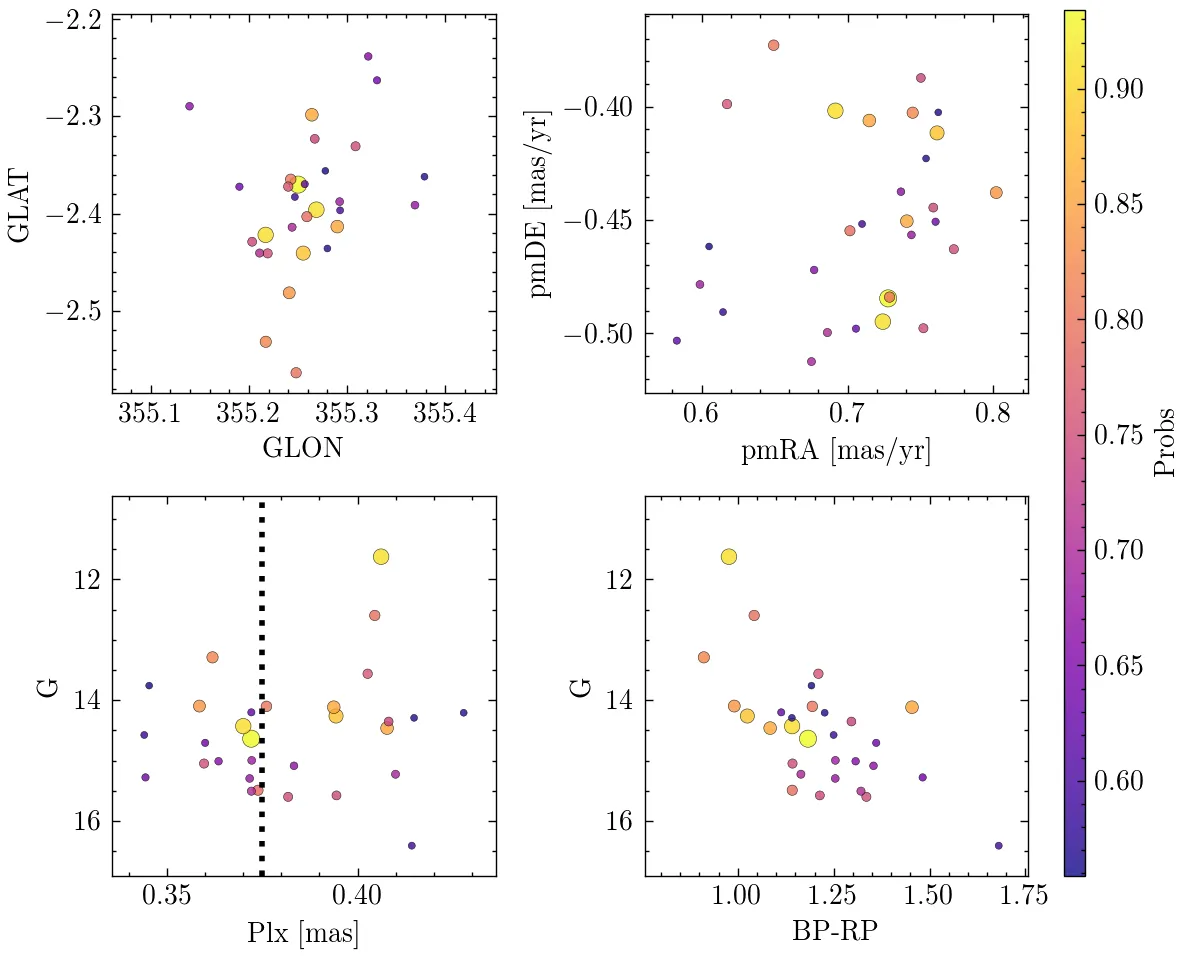 −2.2
−2.3
−2.4
−2.5
GLAT
355.1 355.2 355.3 355.4
GLON
−0.40
−0.45
−0.50
pmDE [mas/yr]
0.6 0.7 0.8
pmRA [mas/yr]
12
14
16
G
0.35 0.40
Plx [mas]
12
14
16
G
1.00 1.25 1.50 1.75
BP-RP
0.90
0.85
0.80
0.75
0.70
0.65
0.60
Probs